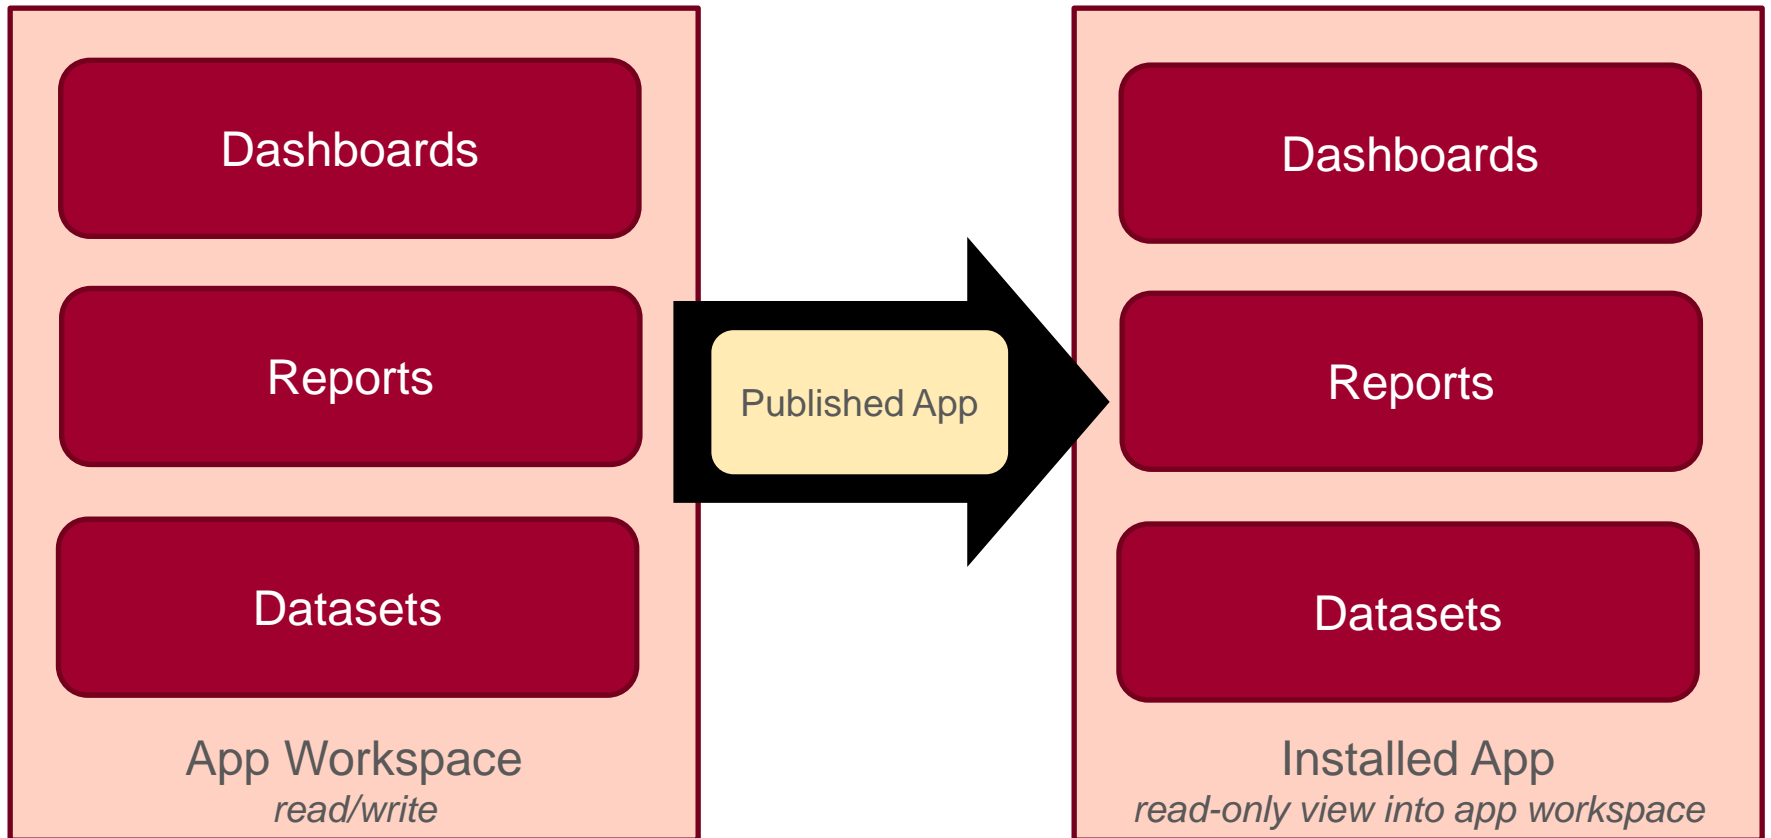 Dashboards
Reports
Datasets
App Workspace
read/write
Published App
Dashboards
Reports
Datasets
Installed App
read-only view into app workspace